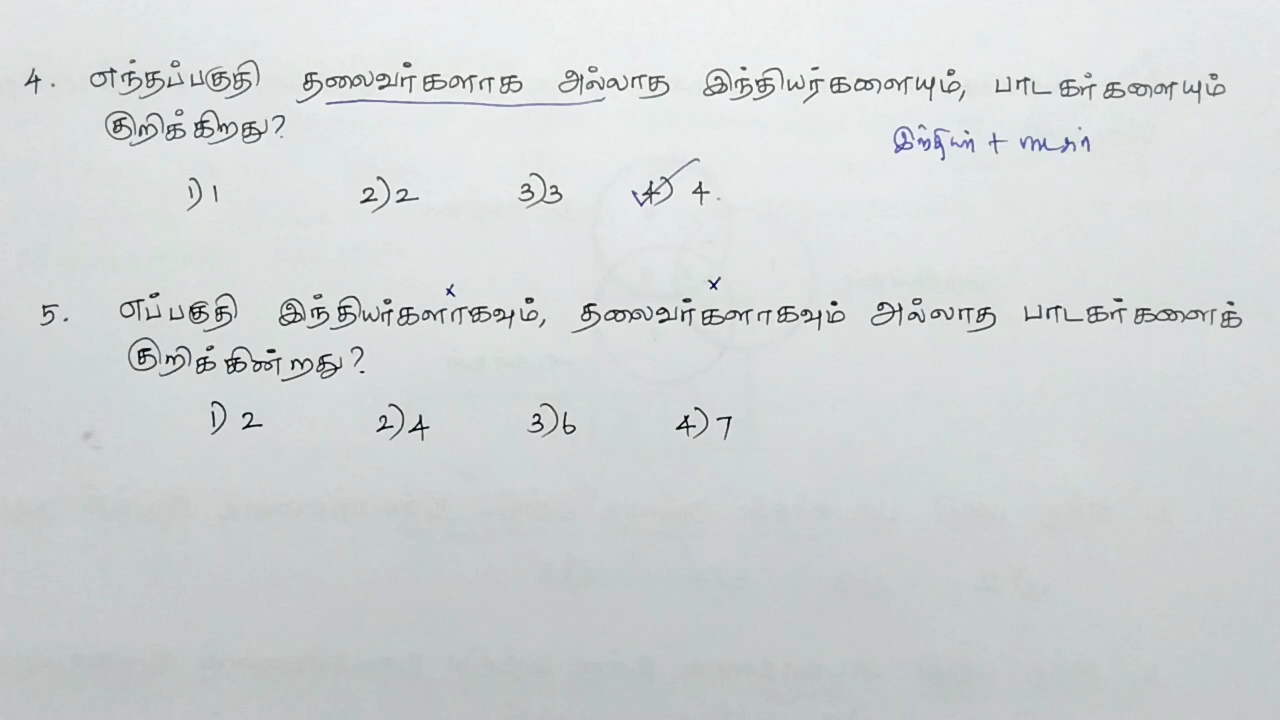 4. எந்தப்பகுதி தலைவர்களாக அல்லாத இந்தியர்களையும், பாடகர்களையும்
குறிக்கிறது?
இந்தியர் + பாடகர்
1) 1 2) 2 3) 3 4) 4.
5. எப்பகுதி இந்தியர்களாகவும், தலைவர்களாகவும் அல்லாத பாடகர்களைக்
குறிக்கின்றது?
1) 2 2) 4 3) 6 4) 7